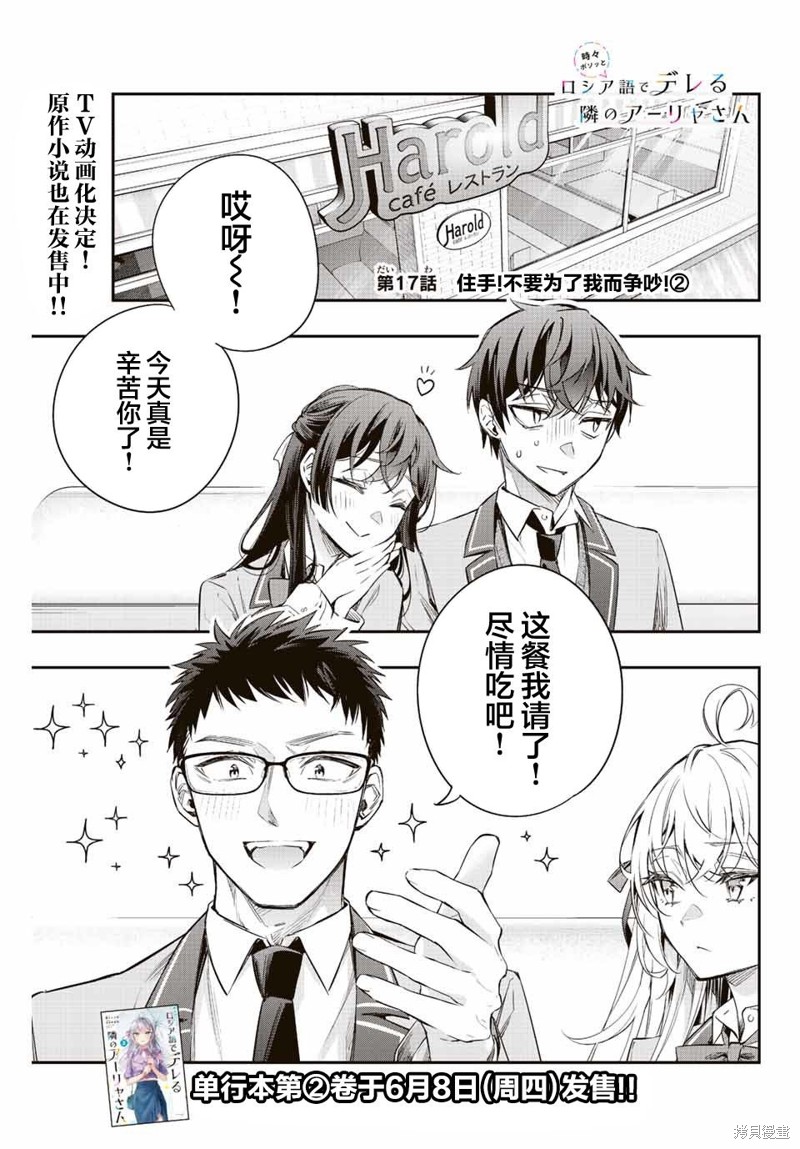 時々
ボソッと
ロシア語でデレる
隣のアーリャさん
TV动画化决定！
原作小说也在发售中!!
Harold
café レストラン
Harold
第17話
だい
わ
住手!不要为了我而争吵!②
哎呀～！
今天真是
辛苦你了！
这餐我请了！
尽情吃吧！
ロシア語でデレる
隣のアーリャさん
2
单行本第②卷于6月8日(周四)发售!!
拷貝漫畫